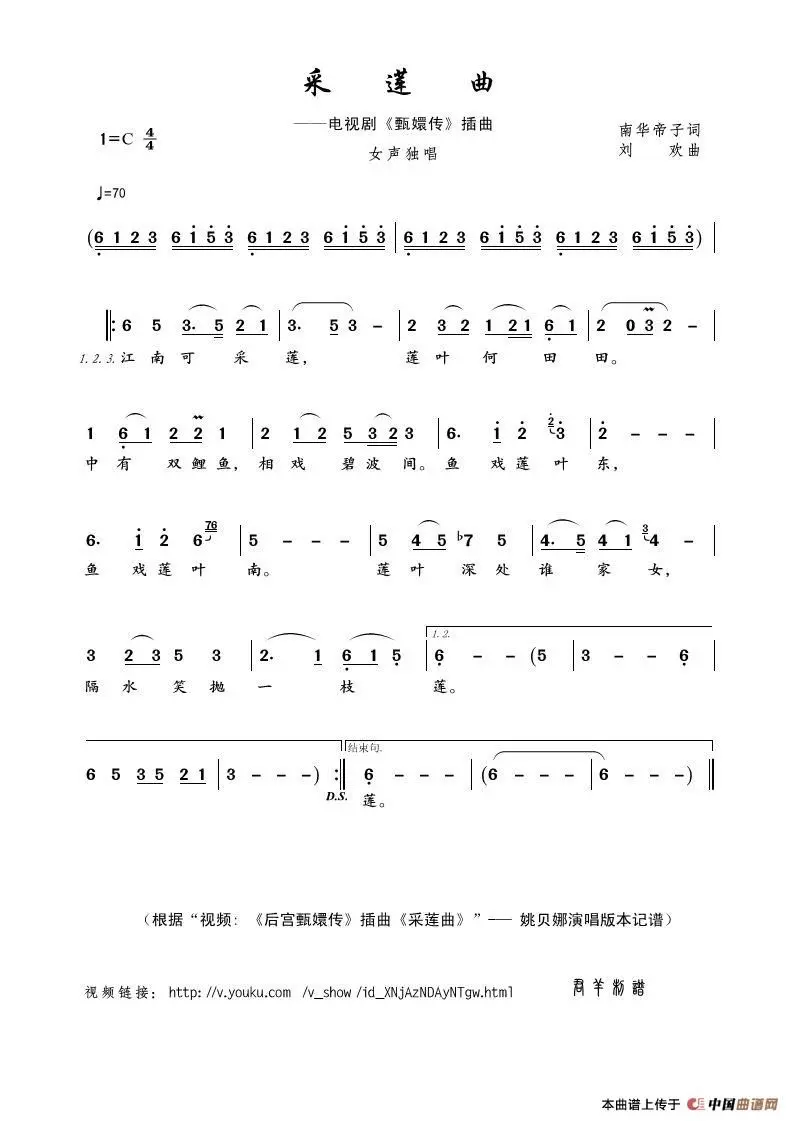 采 莲 曲
——电视剧《甄嬛传》插曲
女声独唱
1=C 4/4
南华帝子词
刘 欢曲
♩=70
(6 1 2 3 6 1 5 3 6 1 2 3 6 1 5 3 | 6 1 2 3 6 1 5 3 6 1 2 3 6 1 5 3) |
|: 6 5 3. 5 2 1 | 3. 5 3 - | 2 3 2 1 2 1 6 1 | 2 0 3 2 - |
1. 2. 3. 江 南 可 采 莲， 莲 叶 何 田 田。
1 6 1 2 2 1 | 2 1 2 5 3 2 3 | 6. 1 2 2 3 | 2 - - - |
中 有 双 鲤 鱼， 相 戏 碧 波 间。 鱼 戏 莲 叶 东，
6. 1 2 6 76 | 5 - - - | 5 4 5 ♭7 5 | 4. 5 4 1 3 4 - |
鱼 戏 莲 叶 南。 莲 叶 深 处 谁 家 女，
1. 2.
3 2 3 5 3 | 2. 1 6 1 5 | 6 - - (5 | 3 - - 6 |
隔 水 笑 抛 一 枝 莲。
结束句.
6 5 3 5 2 1 | 3 - - -) :| 6 - - - | (6 - - - | 6 - - -) ||
D.S. 莲。
（根据“视频：《后宫甄嬛传》插曲《采莲曲》”—— 姚贝娜演唱版本记谱）
视频链接： http://v.youku.com /v_show /id_XNjAzNDAyNTgw.html
君羊制谱
本曲谱上传于 中国曲谱网